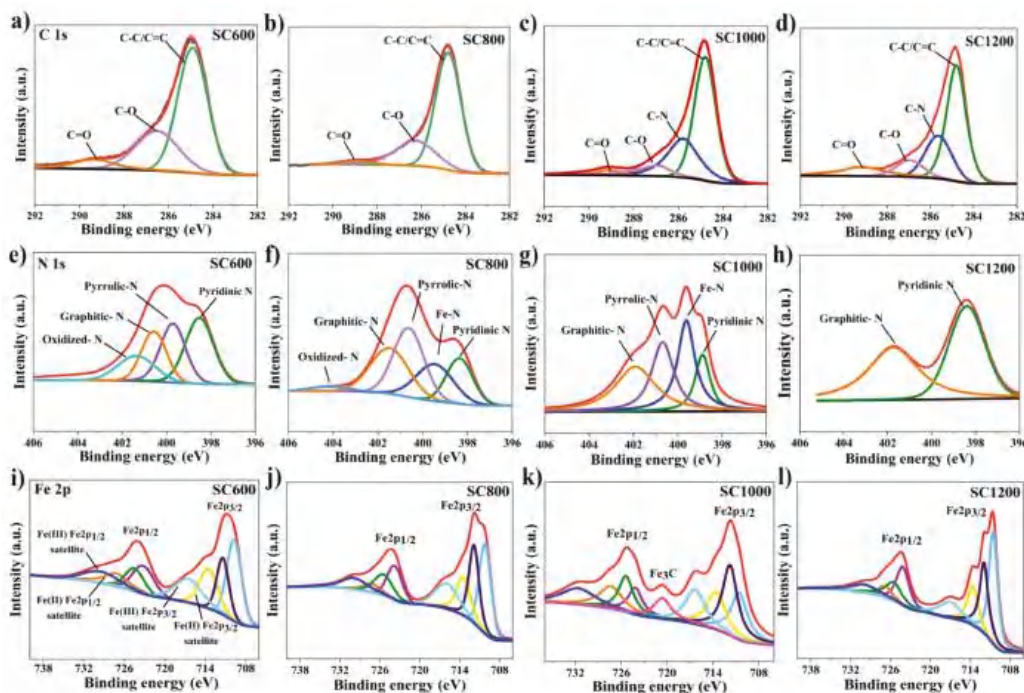 a) C 1s SC600
C-C/C=C
C-O
C=O
Intensity (a.u.)
292 290 288 286 284 282
Binding energy (eV)
b) SC800
C-C/C=C
C-O
C=O
Intensity (a.u.)
292 290 288 286 284 282
Binding energy (eV)
c) SC1000
C-C/C=C
C-N
C-O
C=O
Intensity (a.u.)
292 290 288 286 284 282
Binding energy (eV)
d) SC1200
C-C/C=C
C-N
C-O
C=O
Intensity (a.u.)
292 290 288 286 284 282
Binding energy (eV)
e) N 1s SC600
Pyrrolic-N
Pyridinic N
Graphitic- N
Oxidized- N
Intensity (a.u.)
406 404 402 400 398 396
Binding energy (eV)
f) SC800
Pyrrolic-N
Graphitic-N
Fe-N
Pyridinic N
Oxidized- N
Intensity (a.u.)
406 404 402 400 398 396
Binding energy (eV)
g) SC1000
Fe-N
Pyrrolic-N
Graphitic-N
Pyridinic N
Intensity (a.u.)
406 404 402 400 398 396
Binding energy (eV)
h) SC1200
Pyridinic N
Graphitic-N
Intensity (a.u.)
406 404 402 400 398 396
Binding energy (eV)
i) Fe 2p SC600
Fe2p3/2
Fe2p1/2
Fe(III) Fe2p1/2
satellite
Fe(II) Fe2p1/2
satellite
Fe(III) Fe2p3/2
satellite
Fe(II) Fe2p3/2
satellite
Intensity (a.u.)
738 732 726 720 714 708
Binding energy (eV)
j) SC800
Fe2p3/2
Fe2p1/2
Intensity (a.u.)
738 732 726 720 714 708
Binding energy (eV)
k) SC1000
Fe2p3/2
Fe2p1/2
Fe3C
Intensity (a.u.)
732 726 720 714 708
Binding energy (eV)
l) SC1200
Fe2p3/2
Fe2p1/2
Intensity (a.u.)
738 732 726 720 714 708
Binding energy (eV)